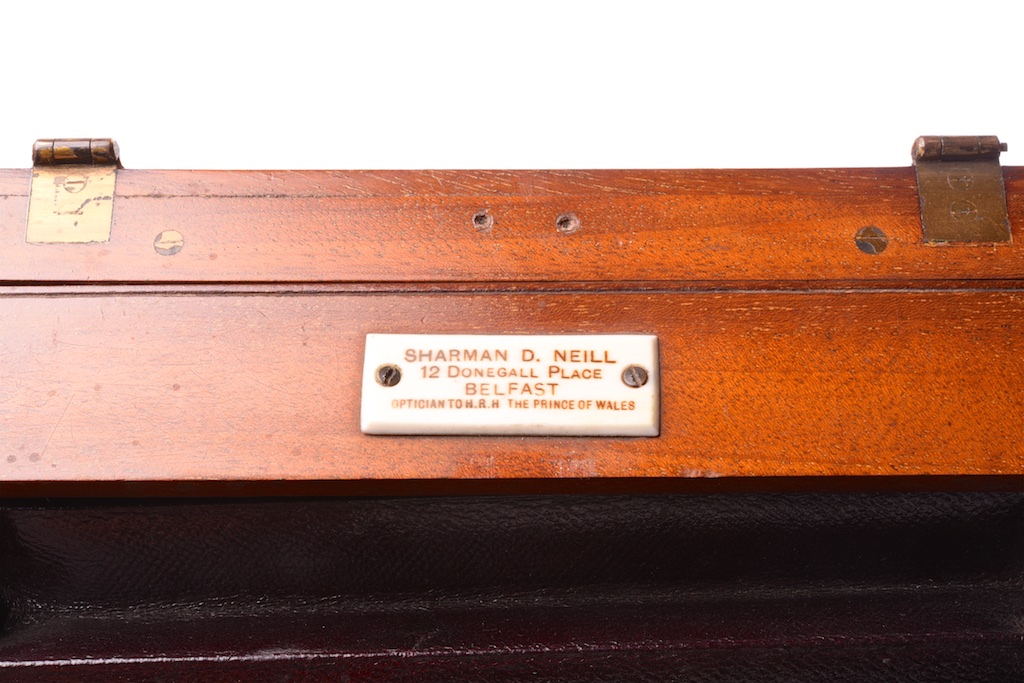 SHARMAN D. NEILL
12 DONEGALL PLACE
BELFAST
OPTICIAN TO H.R.H THE PRINCE OF WALES